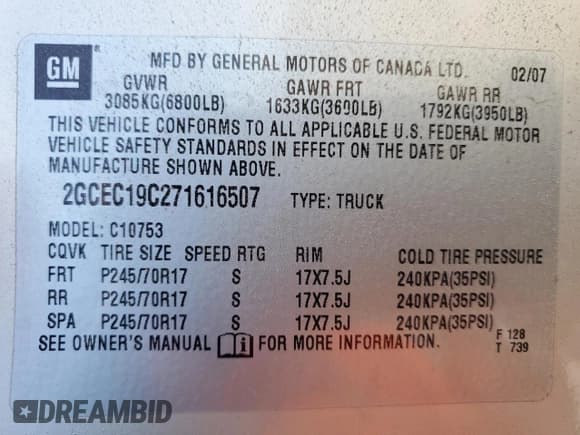 GM
®
MFD BY GENERAL MOTORS OF CANADA LTD. 02/07
GVWR GAWR FRT GAWR RR
3085KG(6800LB) 1633KG(3600LB) 1792KG(3950LB)
THIS VEHICLE CONFORMS TO ALL APPLICABLE U.S. FEDERAL MOTOR
VEHICLE SAFETY STANDARDS IN EFFECT ON THE DATE OF
MANUFACTURE SHOWN ABOVE.
2GCEC19C271616507 TYPE: TRUCK
MODEL: C10753
CQVK TIRE SIZE SPEED RTG RIM COLD TIRE PRESSURE
FRT P245/70R17 S 17X7.5J 240KPA(35PSI)
RR P245/70R17 S 17X7.5J 240KPA(35PSI)
SPA P245/70R17 S 17X7.5J 240KPA(35PSI)
SEE OWNER'S MANUAL i FOR MORE INFORMATION.
F 128
T 739
DREAMBID